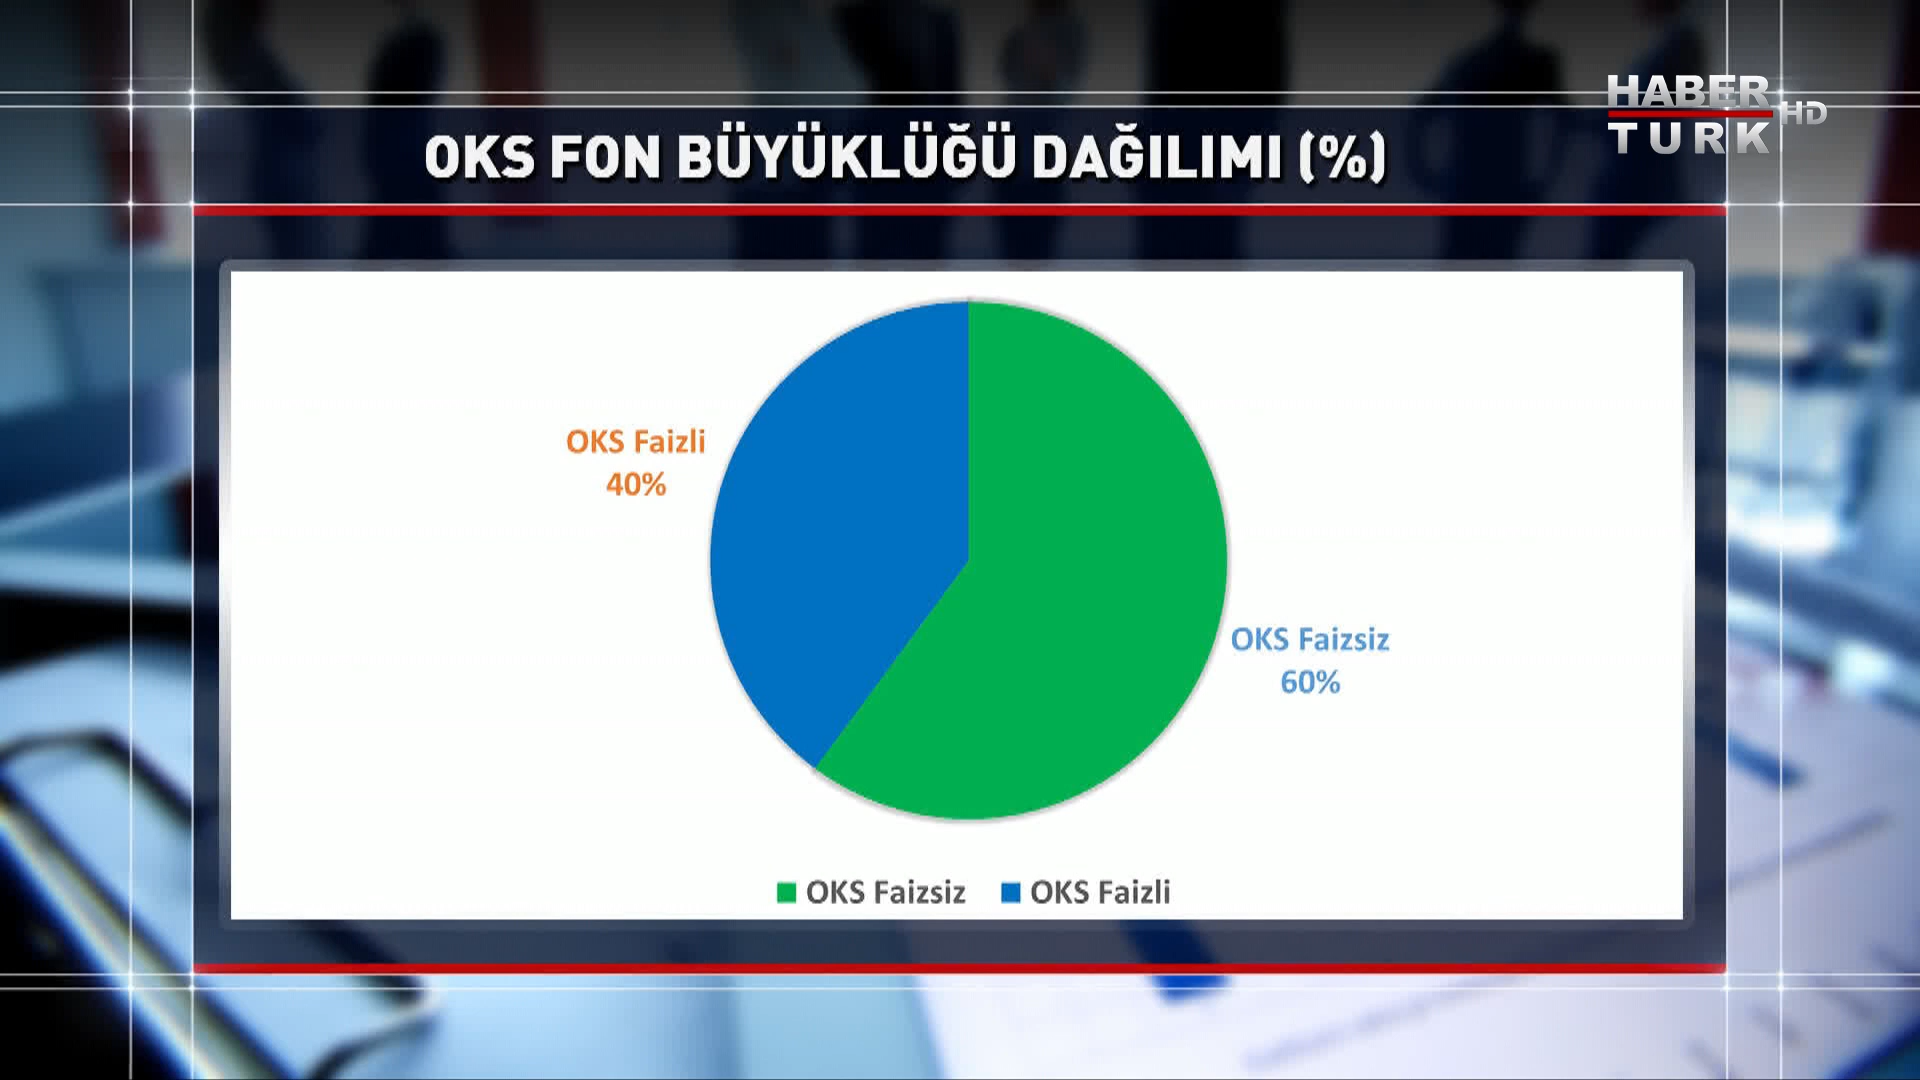 HABER
TURK HD
OKS FON BÜYÜKLÜĞÜ DAĞILIMI (%)
OKS Faizli
40%
OKS Faizsiz
60%
OKS Faizsiz OKS Faizli